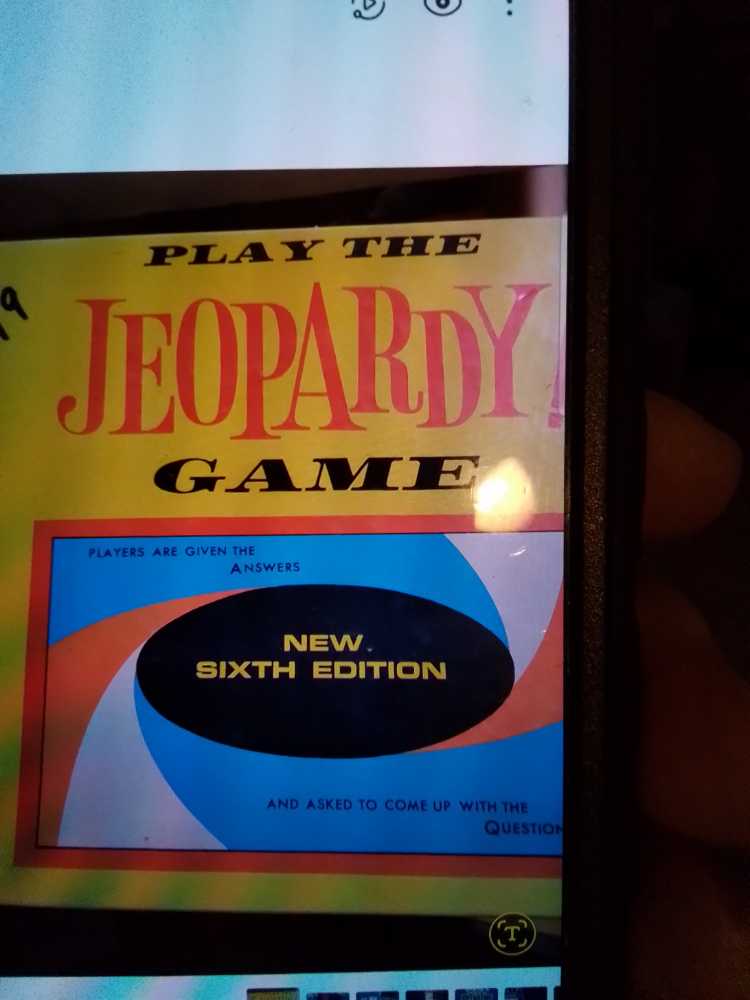 PLAY THE
JEOPARDY!
GAME
PLAYERS ARE GIVEN THE
ANSWERS
NEW
SIXTH EDITION
AND ASKED TO COME UP WITH THE
QUESTION
T